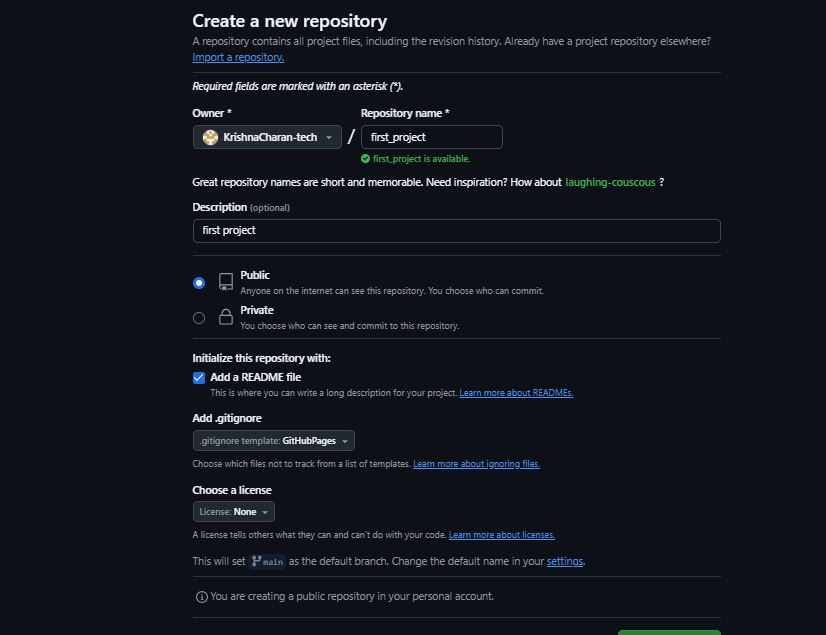 Create a new repository
A repository contains all project files, including the revision history. Already have a project repository elsewhere?
Import a repository.
Required fields are marked with an asterisk (*).
Owner * Repository name *
KrishnaCharan-tech / first_project
first_project is available.
Great repository names are short and memorable. Need inspiration? How about laughing-couscous ?
Description (optional)
first project
Public
Anyone on the internet can see this repository. You choose who can commit.
Private
You choose who can see and commit to this repository.
Initialize this repository with:
Add a README file
This is where you can write a long description for your project. Learn more about READMEs.
Add .gitignore
.gitignore template: GitHubPages
Choose which files not to track from a list of templates. Learn more about ignoring files.
Choose a license
License: None
A license tells others what they can and can't do with your code. Learn more about licenses.
This will set main as the default branch. Change the default name in your settings.
You are creating a public repository in your personal account.